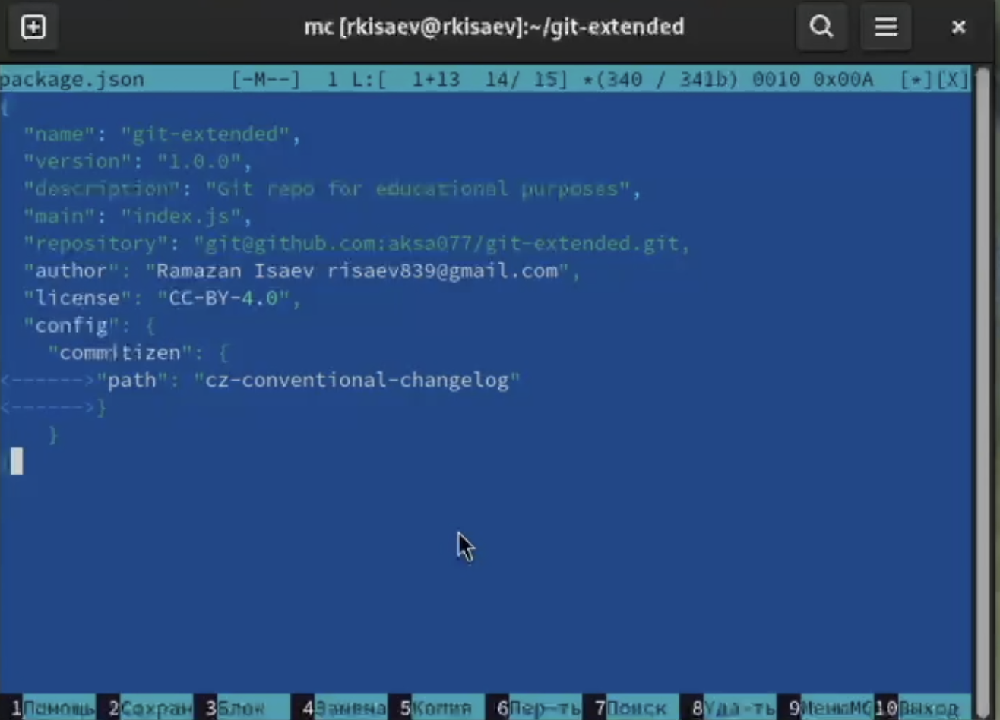 mc [rkisaev@rkisaev]:~/git-extended
package.json [-M--] 1 L:[ 1+13 14/ 15] *(340 / 341b) 0010 0x00A [*][X]
{
"name": "git-extended",
"version": "1.0.0",
"description": "Git repo for educational purposes",
"main": "index.js",
"repository": "git@github.com:aksa077/git-extended.git,
"author": "Ramazan Isaev risaev839@gmail.com",
"license": "CC-BY-4.0",
"config": {
"commitizen": {
<------>"path": "cz-conventional-changelog"
<------>}
}
1Помощь 2Сохран 3Блок 4Замена 5Копия 6Пер-ть 7Поиск 8Уда-ть 9МенюMC 10Выход